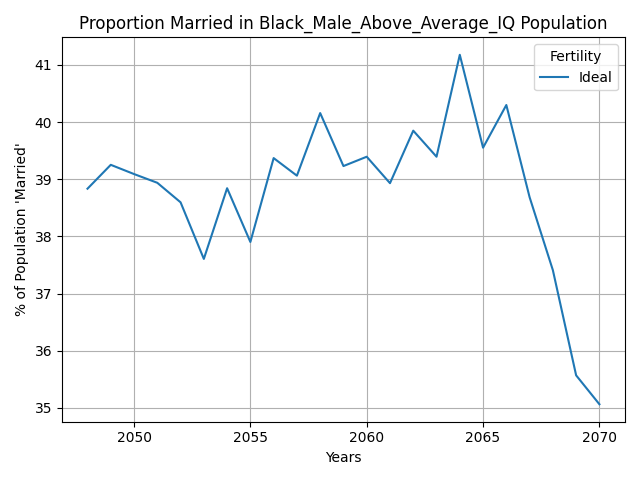 Proportion Married in Black_Male_Above_Average_IQ Population
Fertility
Ideal
41
40
39
38
37
36
35
% of Population 'Married'
2050 2055 2060 2065 2070
Years